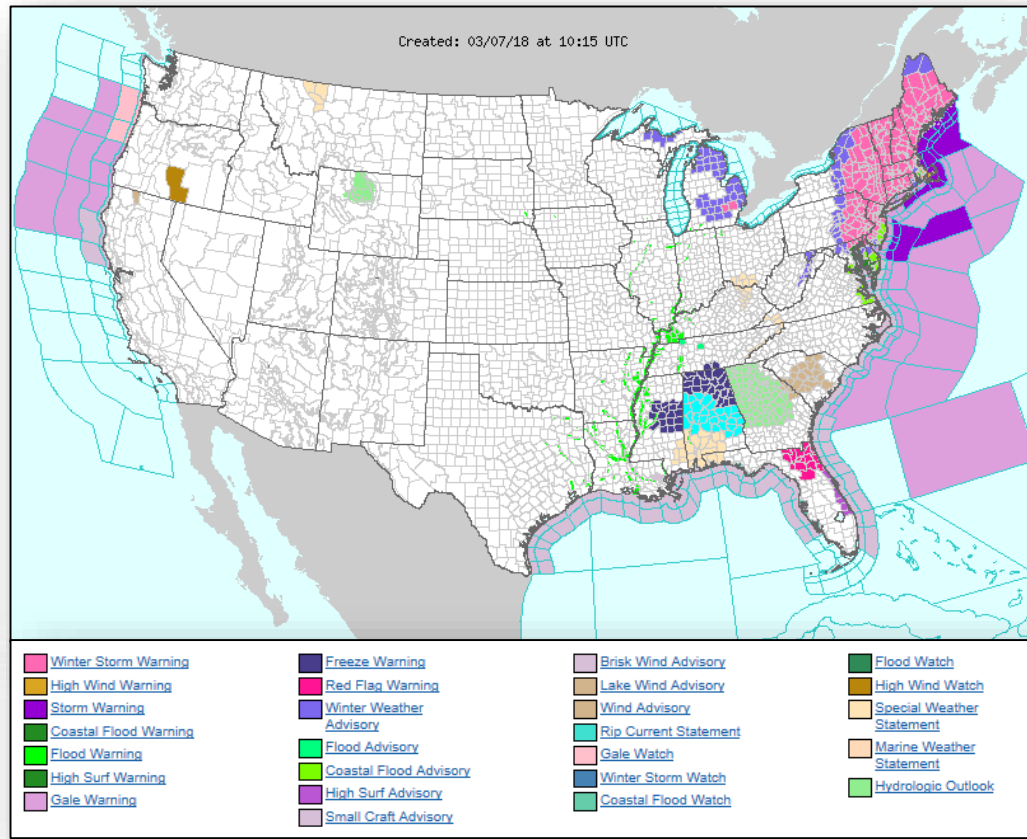 Created: 03/07/18 at 10:15 UTC
Winter Storm Warning
High Wind Warning
Storm Warning
Coastal Flood Warning
Flood Warning
High Surf Warning
Gale Warning
Freeze Warning
Red Flag Warning
Winter Weather
Advisory
Flood Advisory
Coastal Flood Advisory
High Surf Advisory
Small Craft Advisory
Brisk Wind Advisory
Lake Wind Advisory
Wind Advisory
Rip Current Statement
Gale Watch
Winter Storm Watch
Coastal Flood Watch
Flood Watch
High Wind Watch
Special Weather
Statement
Marine Weather
Statement
Hydrologic Outlook